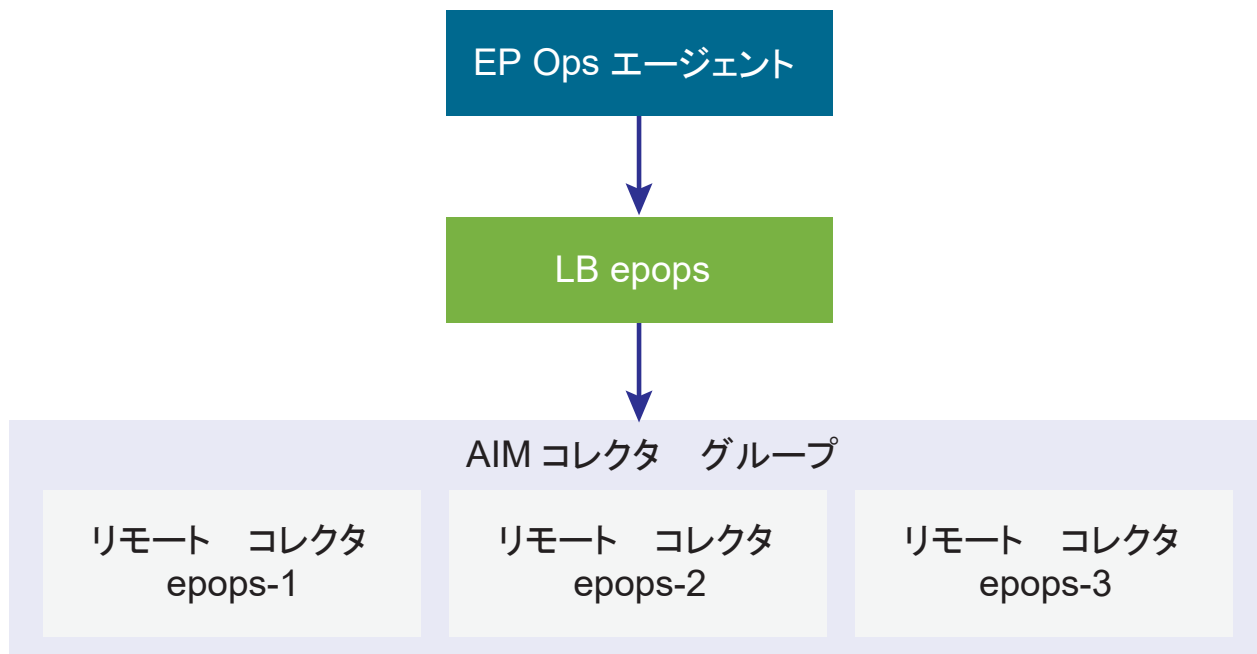 EP Ops エージェント
LB epops
AIM コレクタ　グループ
リモート　コレクタ
epops-1
リモート　コレクタ
epops-2
リモート　コレクタ
epops-3